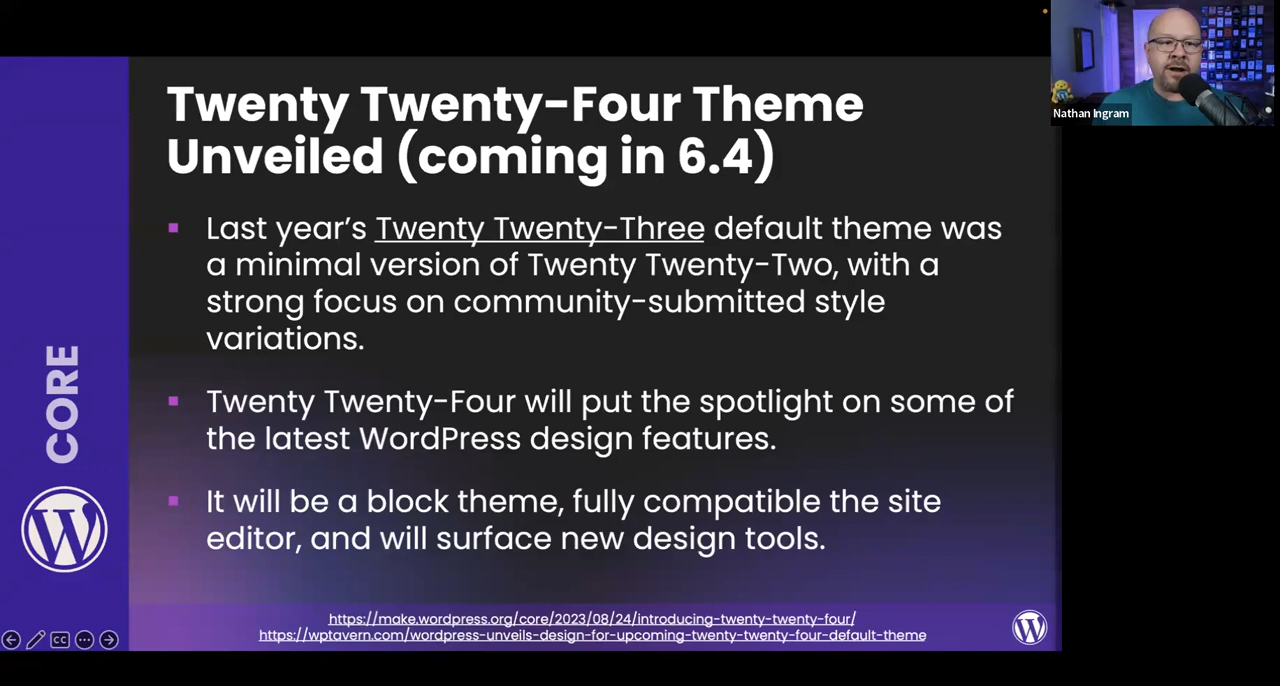 Twenty Twenty-Four Theme
Unveiled (coming in 6.4)
Nathan Ingram
▪ Last year's Twenty Twenty-Three default theme was
a minimal version of Twenty Twenty-Two, with a
strong focus on community-submitted style
variations.
▪ Twenty Twenty-Four will put the spotlight on some of
the latest WordPress design features.
▪ It will be a block theme, fully compatible the site
editor, and will surface new design tools.
CORE
https://make.wordpress.org/core/2023/08/24/introducing-twenty-twenty-four/
https://wptavern.com/wordpress-unveils-design-for-upcoming-twenty-twenty-four-default-theme
CC